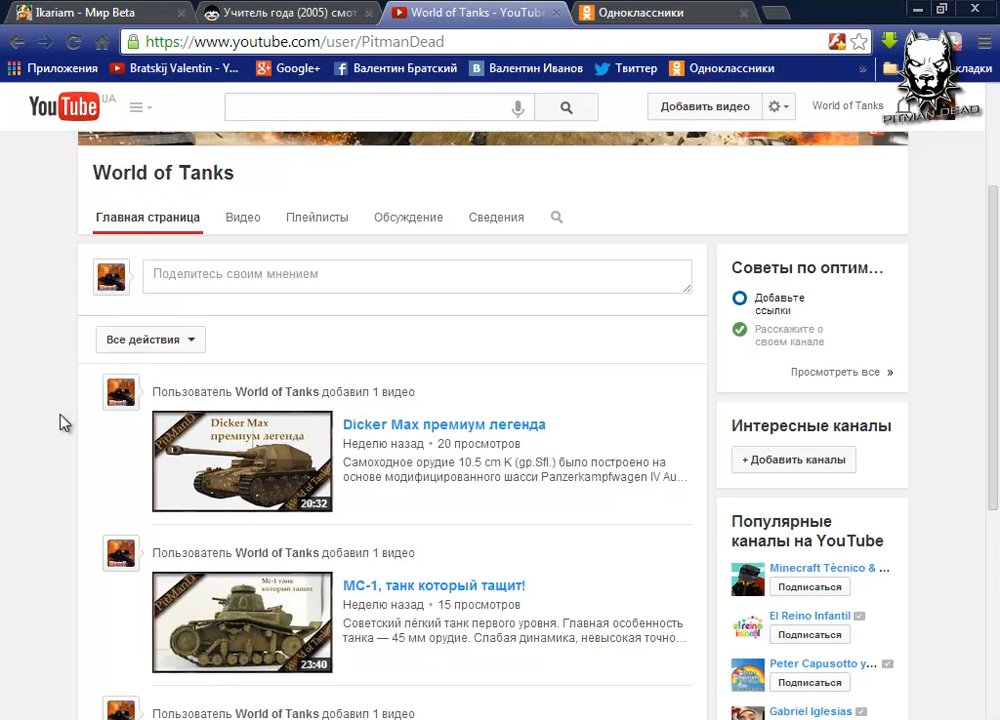 Ikariam - Мир Beta
Учитель года (2005) смот
World of Tanks - YouTube
Одноклассники
https://www.youtube.com/user/PitmanDead
Приложения
Bratskij Valentin - Y...
Google+
Валентин Братский
Валентин Иванов
Твиттер
Одноклассники
»
PITMAN_DEAD
YouTube UA
Добавить видео
World of Tanks
World of Tanks
Главная страница
Видео
Плейлисты
Обсуждение
Сведения
Поделитесь своим мнением
Все действия
Пользователь World of Tanks добавил 1 видео
Dicker Max
премиум легенда
PitManD
20:32
Dicker Max премиум легенда
Неделю назад • 20 просмотров
Самоходное орудие 10.5 cm K (gp.Sfl.) было построено на
основе модифицированного шасси Panzerkampfwagen IV Au...
Пользователь World of Tanks добавил 1 видео
Мс-1 танк
который тащит!
PitManD
23:40
МС-1, танк который тащит!
Неделю назад • 15 просмотров
Советский лёгкий танк первого уровня. Главная особенность
танка — 45 мм орудие. Слабая динамика, невысокая точно...
Пользователь World of Tanks добавил 1 видео
Советы по оптим...
Добавьте
ссылки
Расскажите о
своем канале
Просмотреть все »
Интересные каналы
+ Добавить каналы
Популярные
каналы на YouTube
Minecraft Técnico & ...
Подписаться
El Reino Infantil
Подписаться
Peter Capusotto y...
Подписаться
Gabriel Iglesias